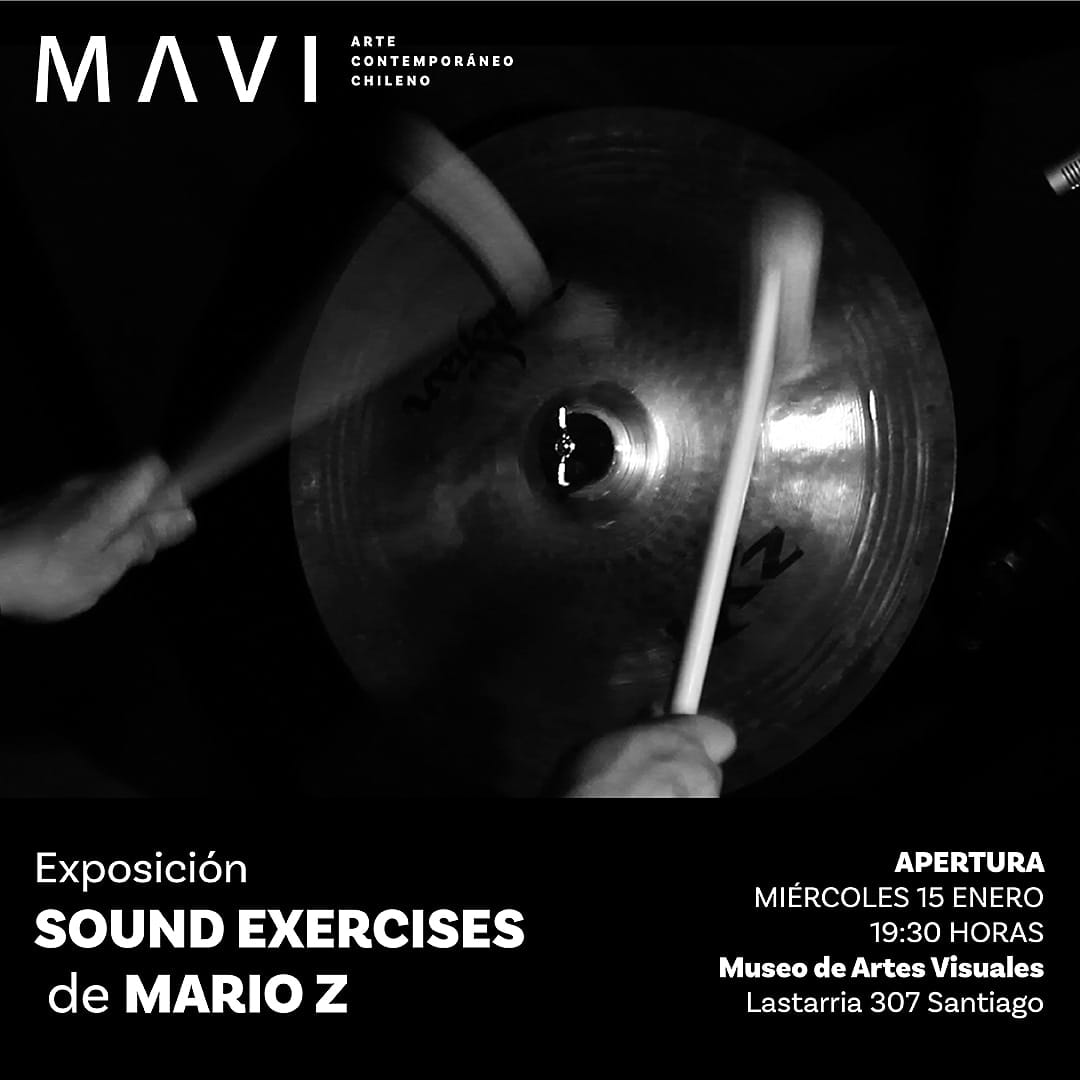 MAVI
ARTE
CONTEMPORÁNEO
CHILENO
Exposición
SOUND EXERCISES
de MARIO Z
APERTURA
MIÉRCOLES 15 ENERO
19:30 HORAS
Museo de Artes Visuales
Lastarria 307 Santiago